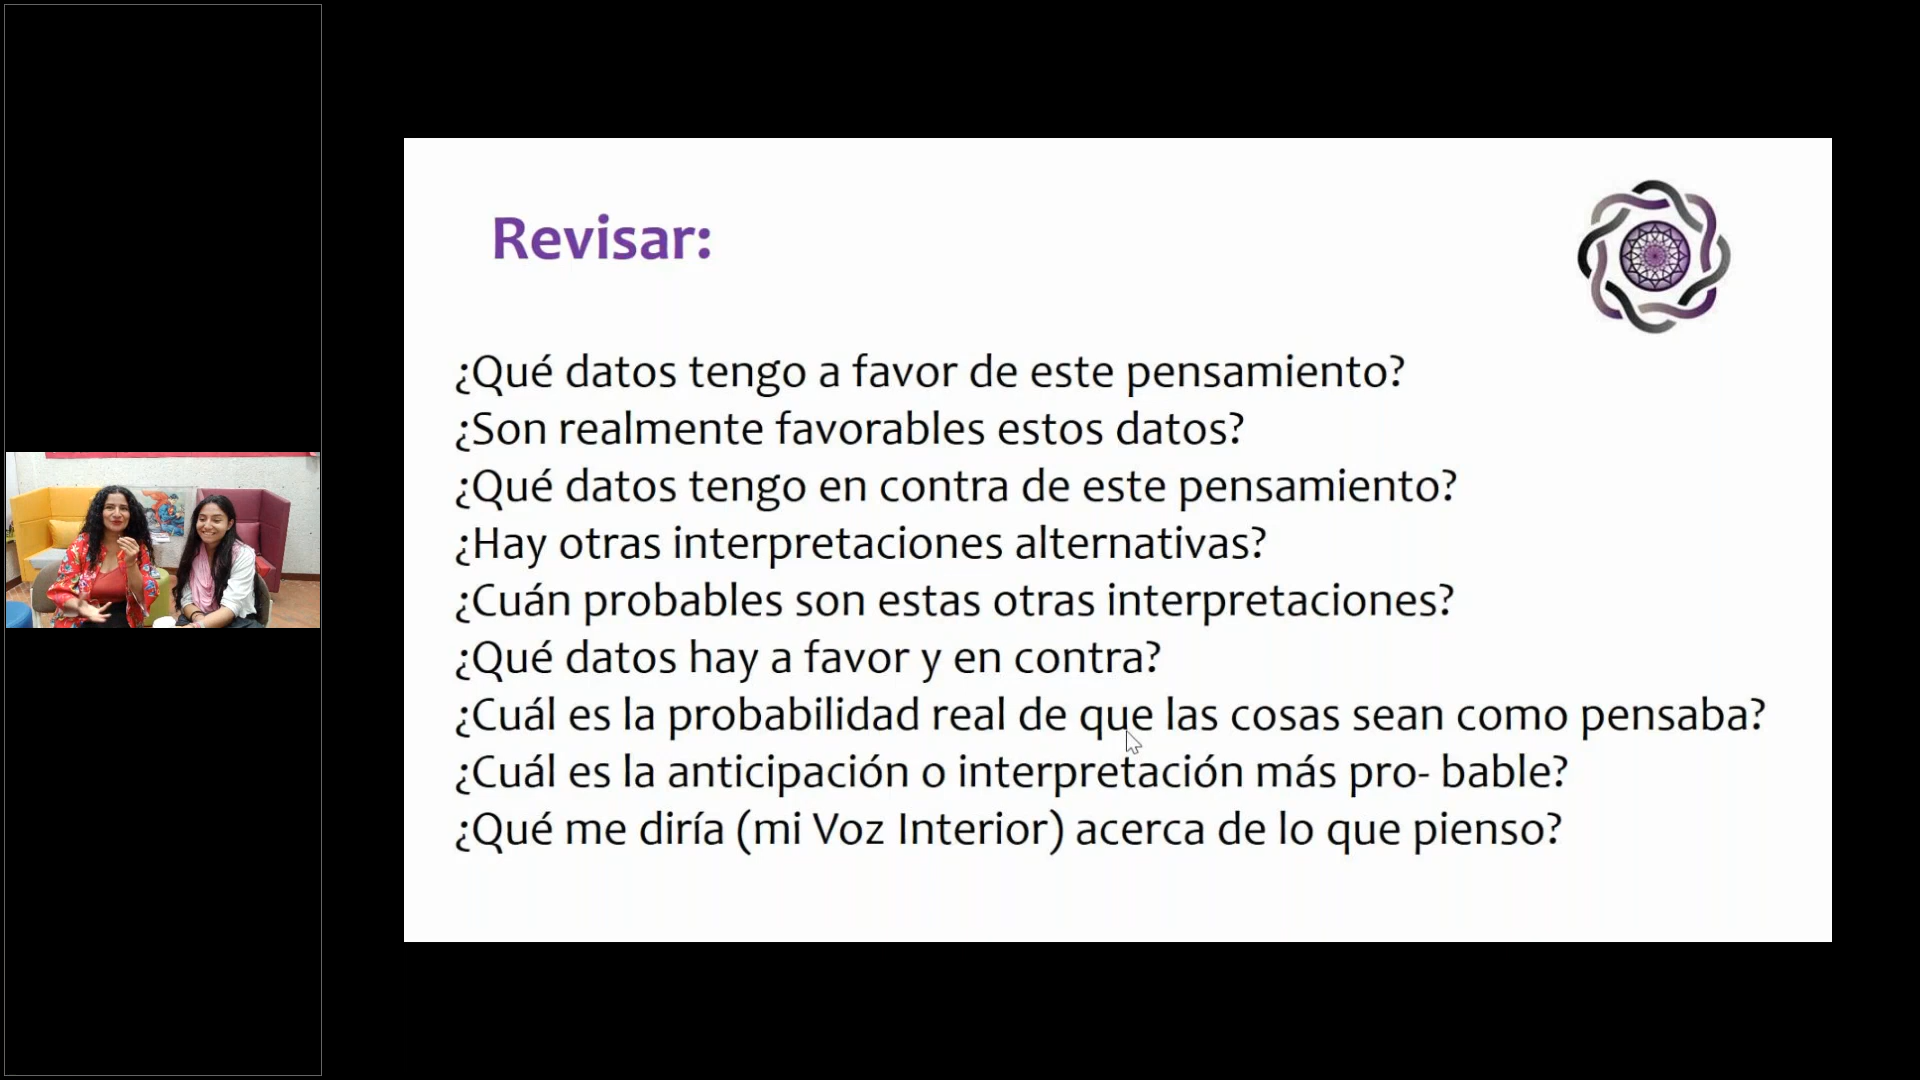 Revisar:
¿Qué datos tengo a favor de este pensamiento?
¿Son realmente favorables estos datos?
¿Qué datos tengo en contra de este pensamiento?
¿Hay otras interpretaciones alternativas?
¿Cuán probables son estas otras interpretaciones?
¿Qué datos hay a favor y en contra?
¿Cuál es la probabilidad real de que las cosas sean como pensaba?
¿Cuál es la anticipación o interpretación más pro- bable?
¿Qué me diría (mi Voz Interior) acerca de lo que pienso?